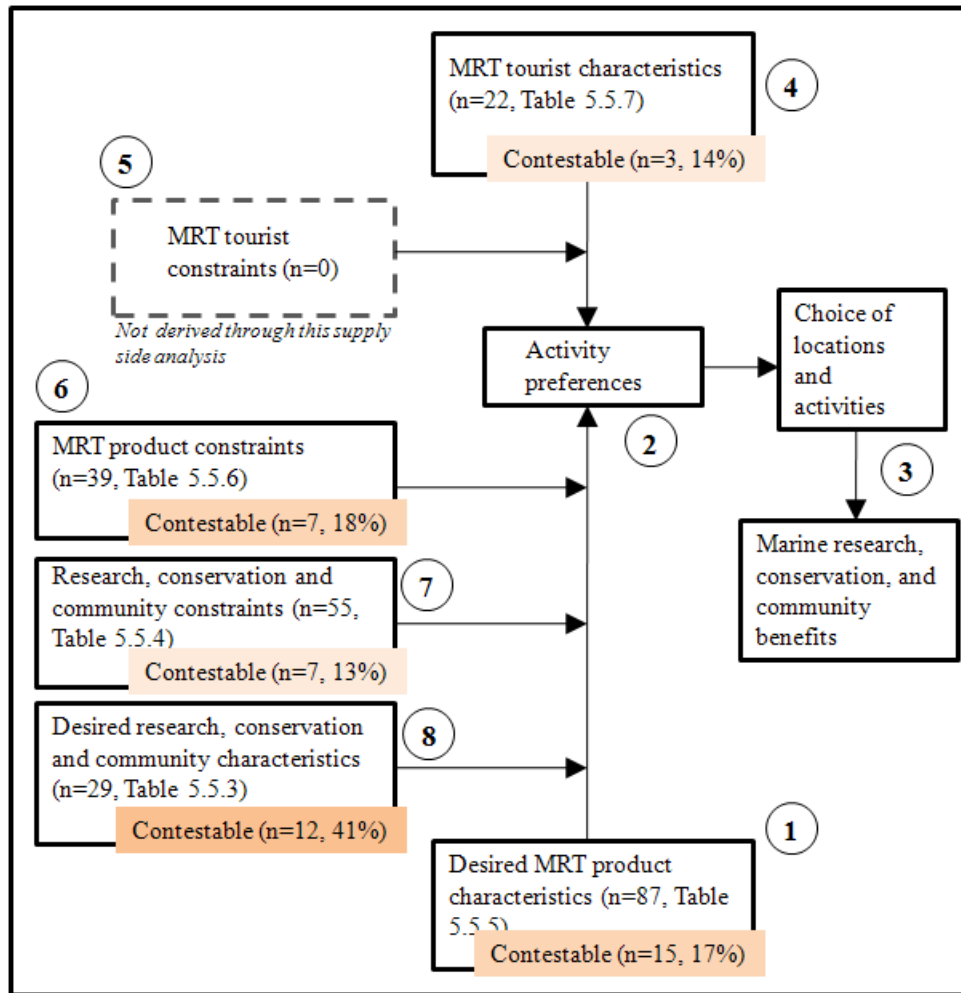 MRT tourist characteristics
(n=22, Table 5.5.7)
4
Contestable (n=3, 14%)
5
MRT tourist
constraints (n=0)
Not derived through this supply
side analysis
Activity
preferences
2
Choice of
locations
and
activities
3
Marine research,
conservation, and
community
benefits
6
MRT product constraints
(n=39, Table 5.5.6)
Contestable (n=7, 18%)
Research, conservation and
community constraints (n=55,
Table 5.5.4)
7
Contestable (n=7, 13%)
Desired research, conservation
and community characteristics
(n=29, Table 5.5.3)
8
Contestable (n=12, 41%)
1
Desired MRT product
characteristics (n=87, Table
5.5.5)
Contestable (n=15, 17%)